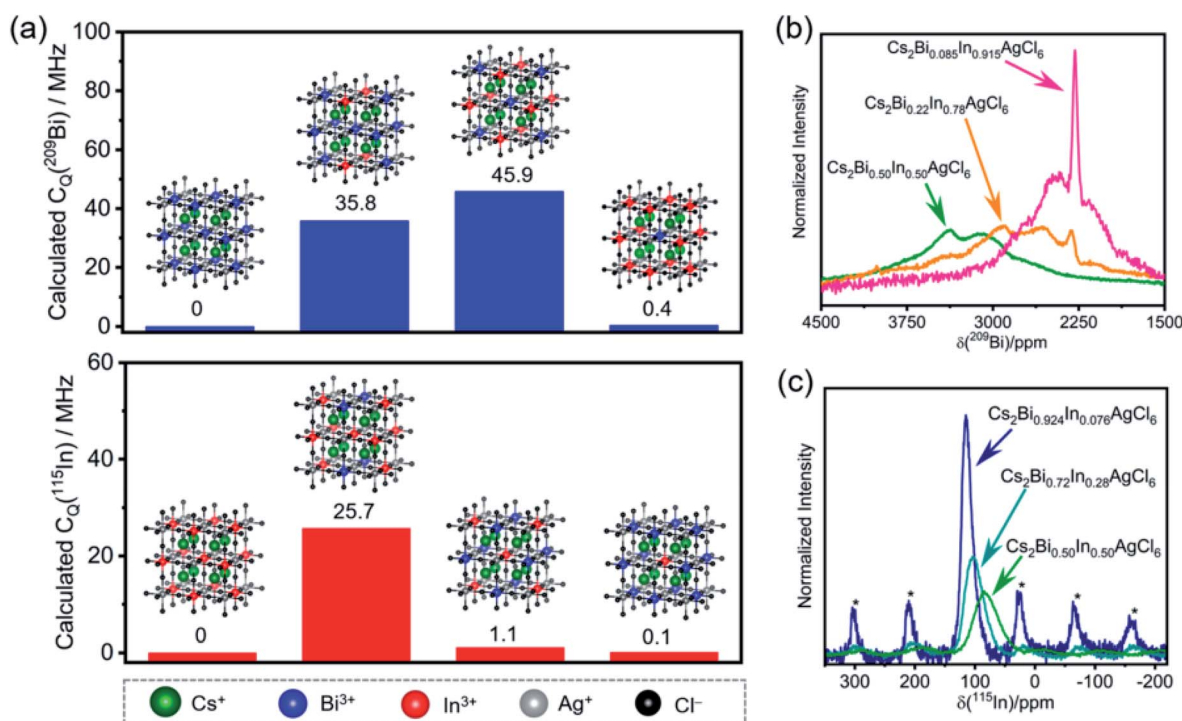 (a)
100
80
60
40
20
0
Calculated C_Q(²⁰⁹Bi) / MHz
0
35.8
45.9
0.4
60
40
20
0
Calculated C_Q(¹¹⁵In) / MHz
0
25.7
1.1
0.1
Cs⁺ Bi³⁺ In³⁺ Ag⁺ Cl⁻
(b)
Normalized Intensity
Cs₂Bi₀.₀₈₅In₀.₉₁₅AgCl₆
Cs₂Bi₀.₂₂In₀.₇₈AgCl₆
Cs₂Bi₀.₅₀In₀.₅₀AgCl₆
4500 3750 3000 2250 1500
δ(²⁰⁹Bi)/ppm
(c)
Normalized Intensity
Cs₂Bi₀.₉₂₄In₀.₀₇₆AgCl₆
Cs₂Bi₀.₇₂In₀.₂₈AgCl₆
Cs₂Bi₀.₅₀In₀.₅₀AgCl₆
* * * * *
300 200 100 0 -100 -200
δ(¹¹⁵In)/ppm